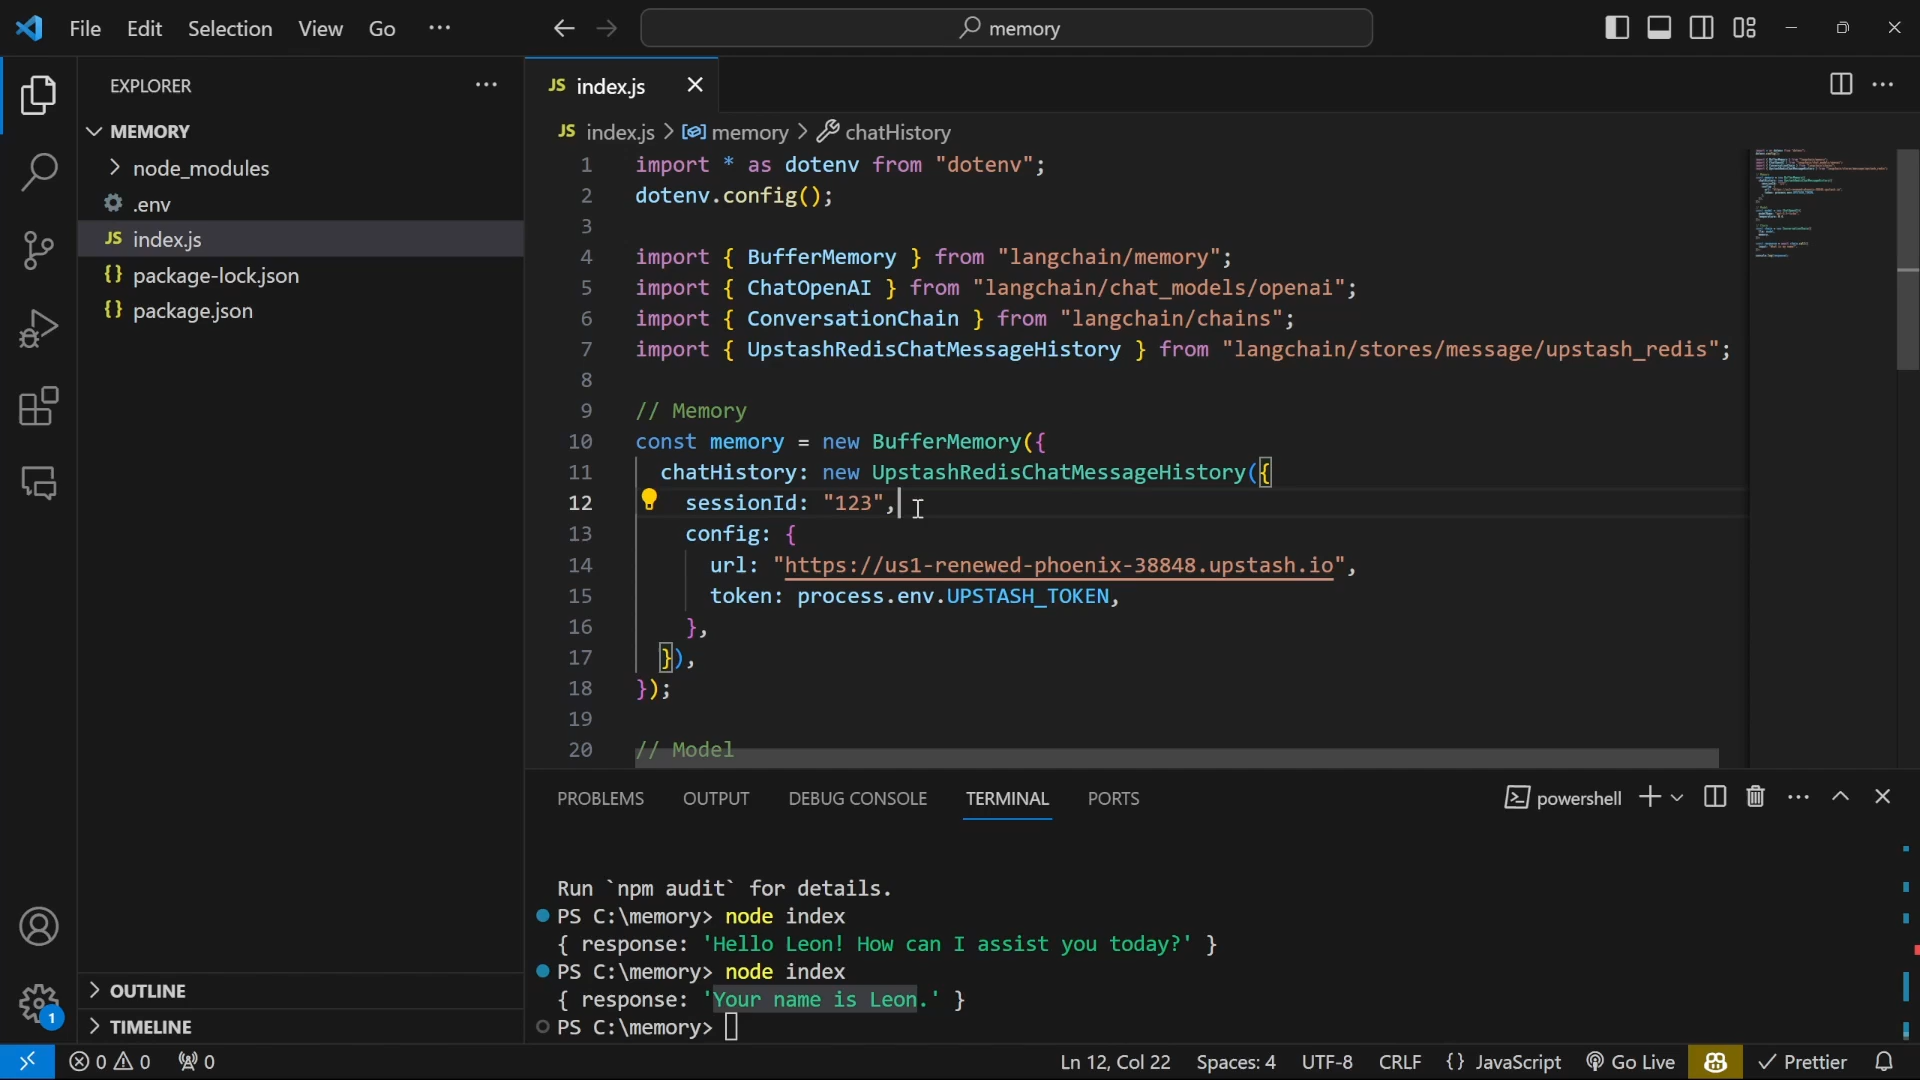 File Edit Selection View Go ···
memory
EXPLORER ···
MEMORY
node_modules
.env
JS index.js
{} package-lock.json
{} package.json
OUTLINE
TIMELINE
JS index.js
JS index.js > memory > chatHistory
1 import * as dotenv from "dotenv";
2 dotenv.config();
3
4 import { BufferMemory } from "langchain/memory";
5 import { ChatOpenAI } from "langchain/chat_models/openai";
6 import { ConversationChain } from "langchain/chains";
7 import { UpstashRedisChatMessageHistory } from "langchain/stores/message/upstash_redis";
8
9 // Memory
10 const memory = new BufferMemory({
11 chatHistory: new UpstashRedisChatMessageHistory({
12 sessionId: "123",
13 config: {
14 url: "https://us1-renewed-phoenix-38848.upstash.io",
15 token: process.env.UPSTASH_TOKEN,
16 },
17 }),
18 });
19
20 // Model
PROBLEMS OUTPUT DEBUG CONSOLE TERMINAL PORTS powershell
Run `npm audit` for details.
PS C:\memory> node index
{ response: 'Hello Leon! How can I assist you today?' }
PS C:\memory> node index
{ response: 'Your name is Leon.' }
PS C:\memory>
1
0 0 0 Ln 12, Col 22 Spaces: 4 UTF-8 CRLF {} JavaScript Go Live Prettier